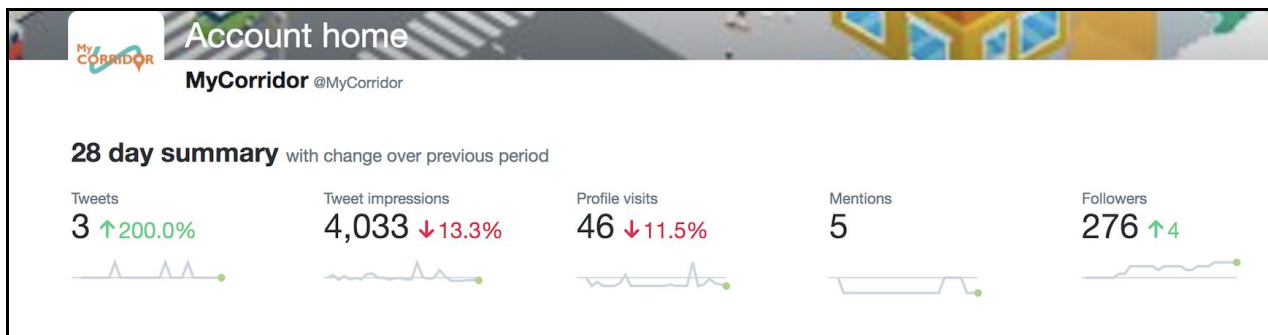 My
CORRIDOR
Account home
MyCorridor @MyCorridor
28 day summary with change over previous period
Tweets Tweet impressions Profile visits Mentions Followers
3 ↑200.0% 4,033 ↓13.3% 46 ↓11.5% 5 276 ↑4